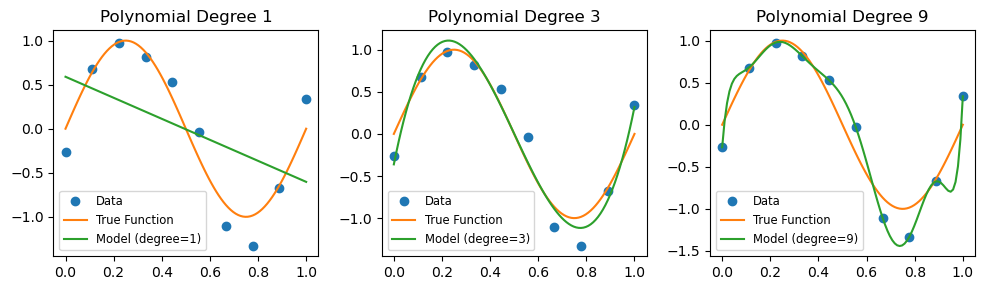 Polynomial Degree 1
1.0
0.5
0.0
−0.5
−1.0
0.0 0.2 0.4 0.6 0.8 1.0
Data
True Function
Model (degree=1)
Polynomial Degree 3
1.0
0.5
0.0
−0.5
−1.0
0.0 0.2 0.4 0.6 0.8 1.0
Data
True Function
Model (degree=3)
Polynomial Degree 9
1.0
0.5
0.0
−0.5
−1.0
−1.5
0.0 0.2 0.4 0.6 0.8 1.0
Data
True Function
Model (degree=9)